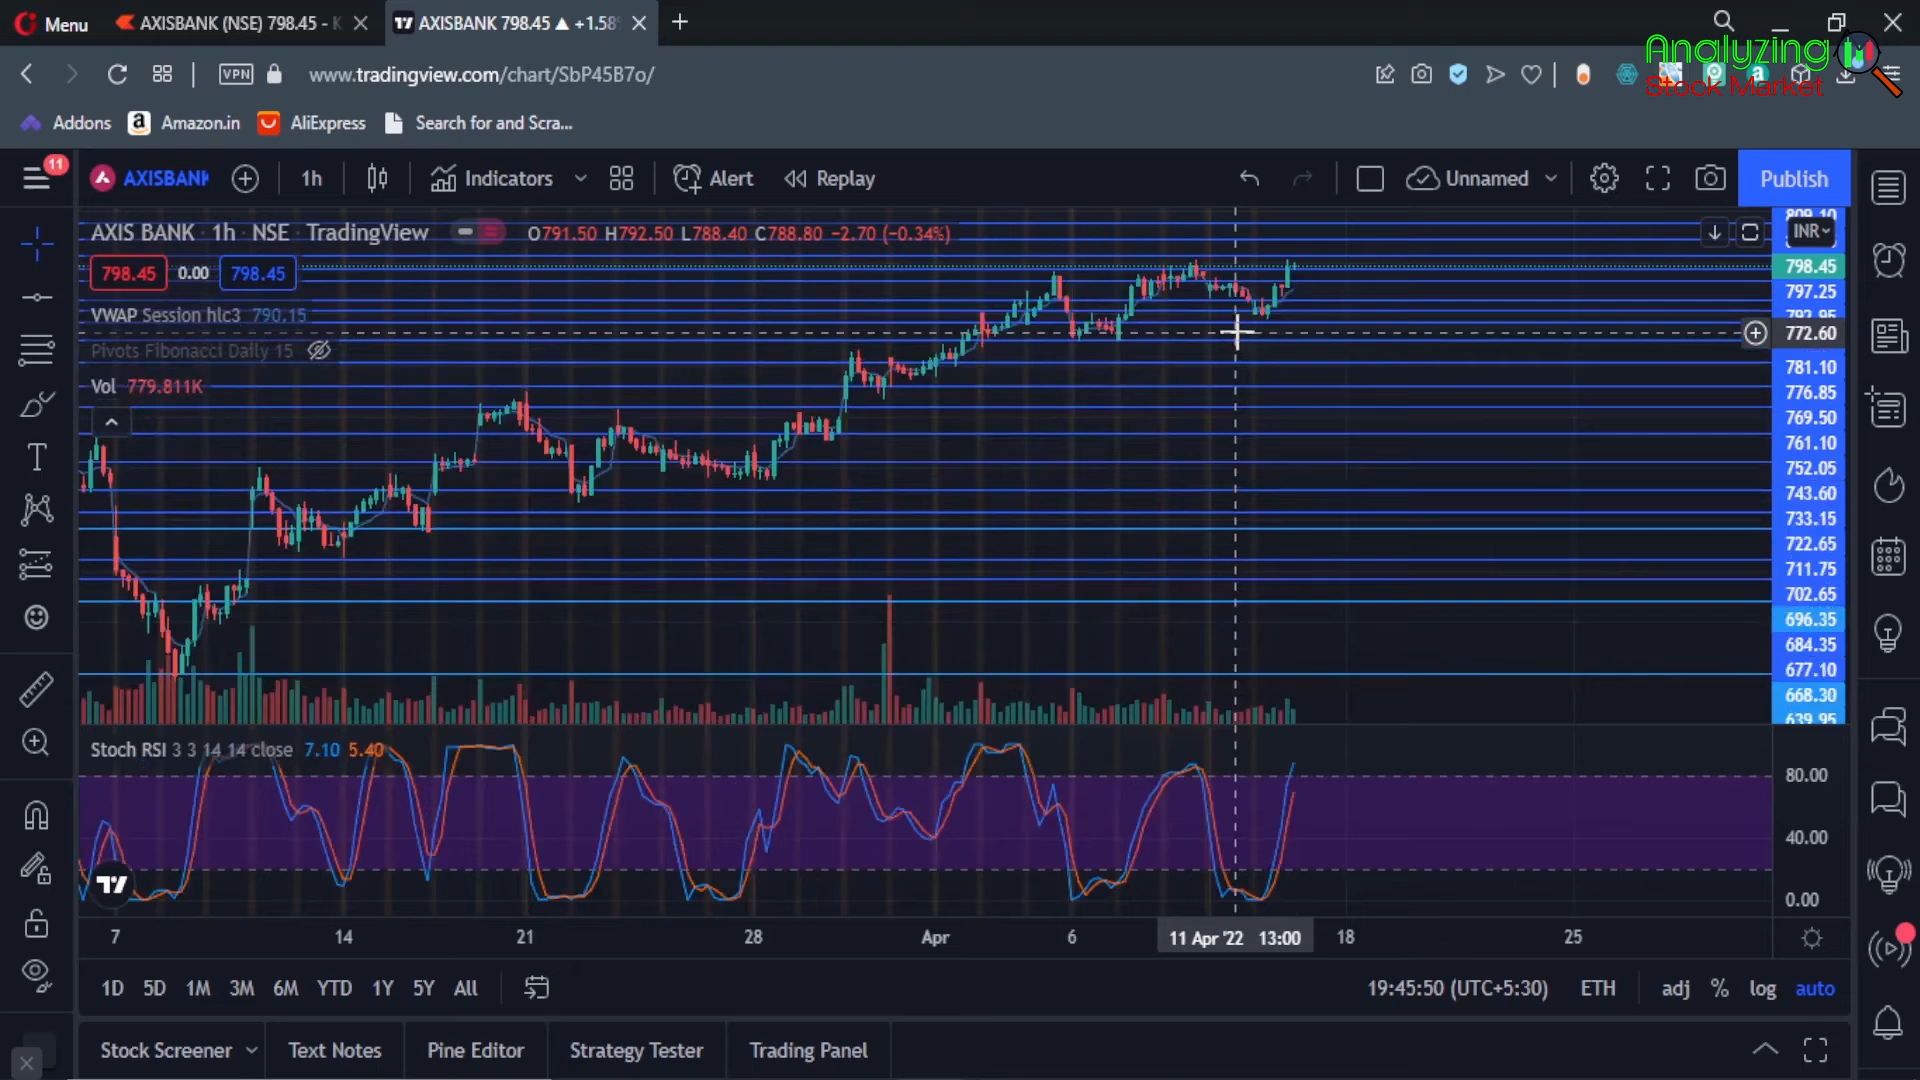 Menu
AXISBANK (NSE) 798.45 - K
AXISBANK 798.45 ▲ +1.58%
Analyzing
Stock Market
VPN
www.tradingview.com/chart/SbP45B7o/
Addons
Amazon.in
AliExpress
Search for and Scra...
11
AXISBANK
1h
Indicators
Alert
Replay
Unnamed
Publish
AXIS BANK · 1h · NSE · TradingView
O791.50 H792.50 L788.40 C788.80 −2.70 (−0.34%)
798.45 0.00 798.45
VWAP Session hlc3 790.15
Pivots Fibonacci Daily 15
Vol 779.811K
809.10
INR
798.45
797.25
792.95
772.60
781.10
776.85
769.50
761.10
752.05
743.60
733.15
722.65
711.75
702.65
696.35
684.35
677.10
668.30
639.95
Stoch RSI 3 3 14 14 close 7.10 5.40
80.00
40.00
0.00
7 14 21 28 Apr 6 11 Apr '22 13:00 18 25
1D 5D 1M 3M 6M YTD 1Y 5Y All
19:45:50 (UTC+5:30) ETH adj % log auto
Stock Screener
Text Notes
Pine Editor
Strategy Tester
Trading Panel